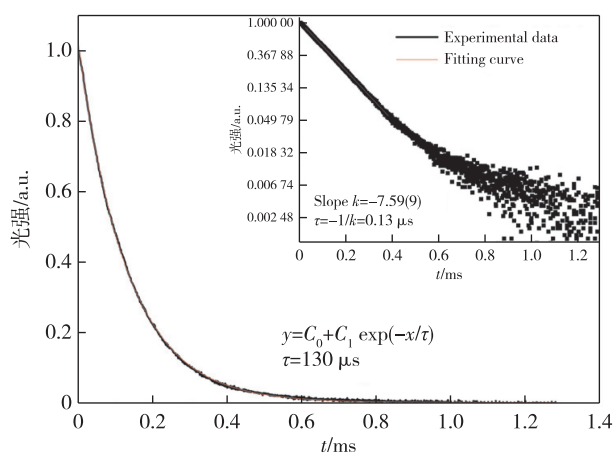 1.0
0.8
0.6
0.4
0.2
0
光强/a.u.
0
0.2
0.4
0.6
0.8
1.0
1.2
1.4
t/ms
y=C₀+C₁ exp(−x/τ)
τ=130 μs
1.000 00
0.367 88
0.135 34
0.049 79
0.018 32
0.006 74
0.002 48
光强/a.u.
Experimental data
Fitting curve
Slope k=−7.59(9)
τ=−1/k=0.13 μs
0
0.2
0.4
0.6
0.8
1.0
1.2
t/ms